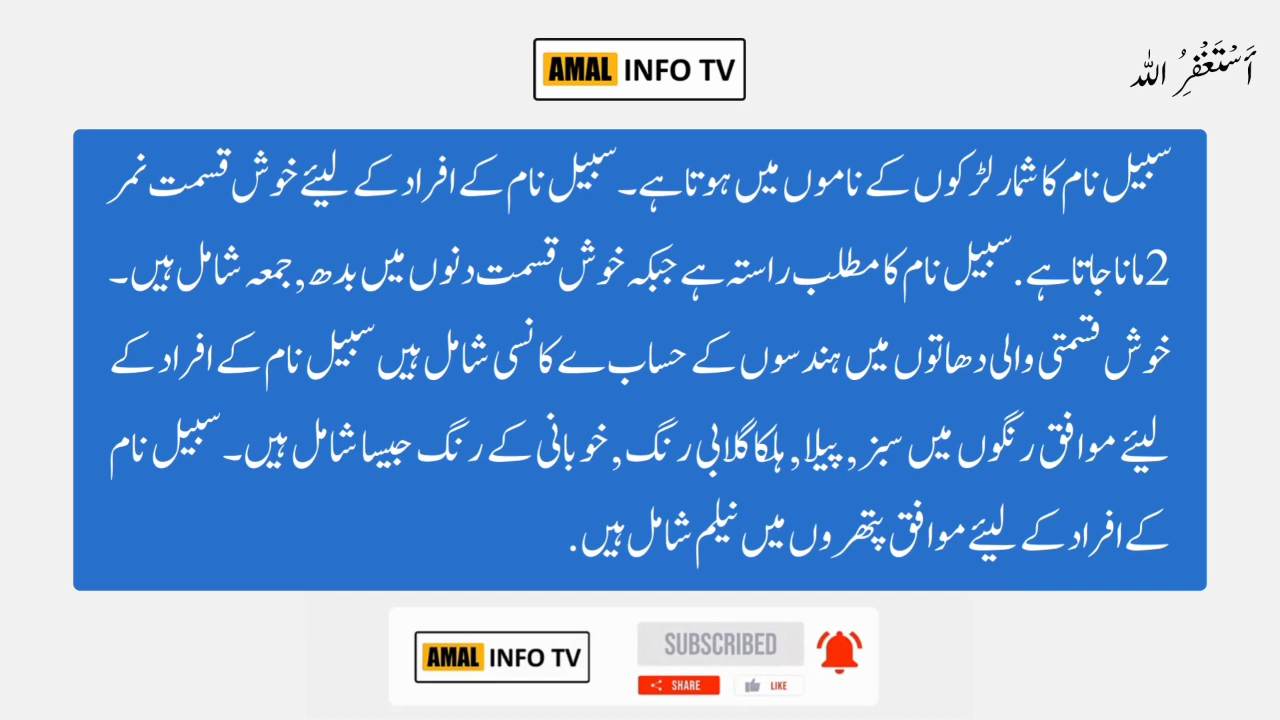 AMAL INFO TV
أَسْتَغْفِرُ اللّٰه
سبیل نام کا شمار لڑکوں کے ناموں میں ہوتا ہے۔ سبیل نام کے افراد کے لیئے خوش قسمت نمر
2 مانا جاتا ہے. سبیل نام کا مطلب راستہ ہے جبکہ خوش قسمت دنوں میں بدھ, جمعہ شامل ہیں۔
خوش قسمتی والی دھاتوں میں ہندسوں کے حساب ے کانسی شامل ہیں سبیل نام کے افراد کے
لیئے موافق رنگوں میں سبز, پیلا, ہلکا گلابی رنگ, خوبانی کے رنگ جیسا شامل ہیں۔ سبیل نام
کے افراد کے لیئے موافق پتھروں میں نیلم شامل ہیں.
AMAL INFO TV
SUBSCRIBED
SHARE
LIKE